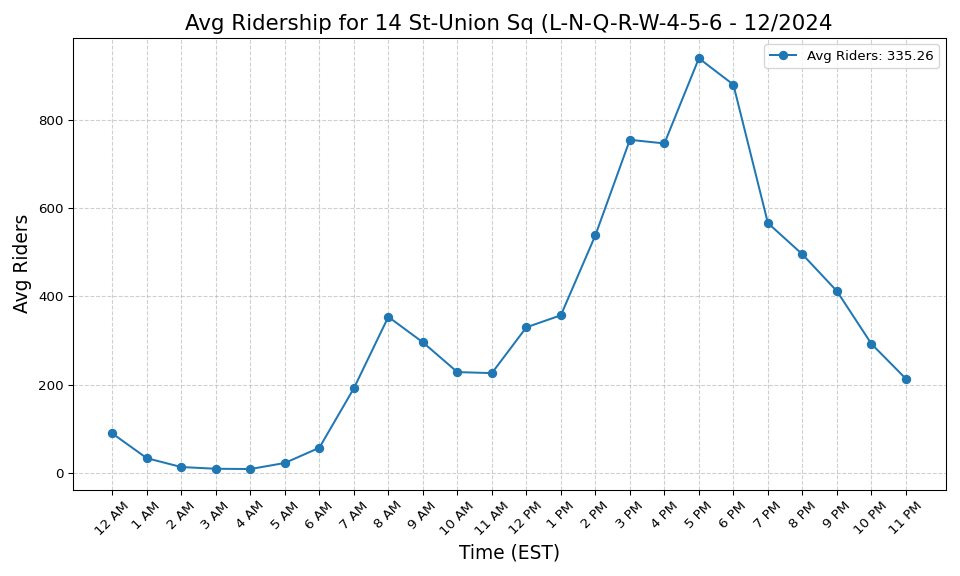 Avg Ridership for 14 St-Union Sq (L-N-Q-R-W-4-5-6 - 12/2024
Avg Riders: 335.26
Avg Riders
800
600
400
200
0
12 AM 1 AM 2 AM 3 AM 4 AM 5 AM 6 AM 7 AM 8 AM 9 AM 10 AM 11 AM 12 PM 1 PM 2 PM 3 PM 4 PM 5 PM 6 PM 7 PM 8 PM 9 PM 10 PM 11 PM
Time (EST)